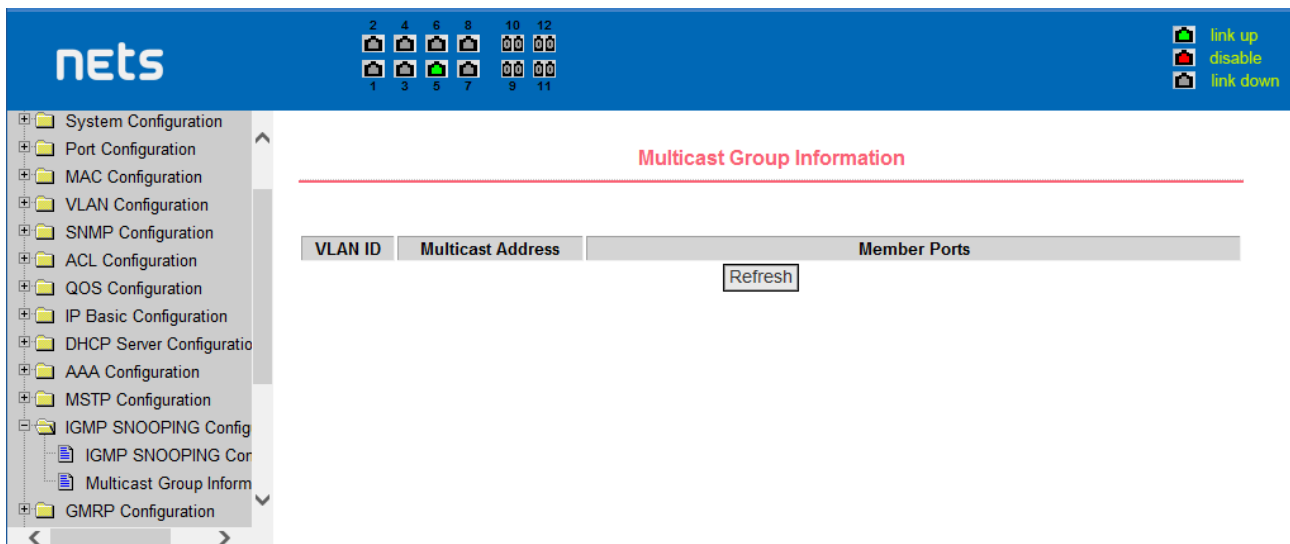 nets
2 4 6 8 10 12
1 3 5 7 9 11
link up
disable
link down
System Configuration
Port Configuration
MAC Configuration
VLAN Configuration
SNMP Configuration
ACL Configuration
QOS Configuration
IP Basic Configuration
DHCP Server Configuratio
AAA Configuration
MSTP Configuration
IGMP SNOOPING Config
IGMP SNOOPING Con
Multicast Group Inform
GMRP Configuration
Multicast Group Information
VLAN ID Multicast Address Member Ports
Refresh